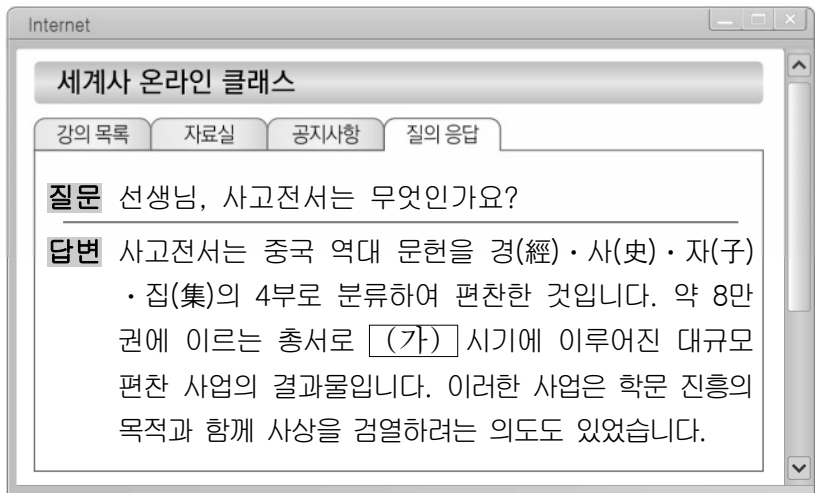 Internet
세계사 온라인 클래스
강의 목록 자료실 공지사항 질의 응답
질문 선생님, 사고전서는 무엇인가요?
답변 사고전서는 중국 역대 문헌을 경(經)・사(史)・자(子)
・집(集)의 4부로 분류하여 편찬한 것입니다. 약 8만
권에 이르는 총서로 (가) 시기에 이루어진 대규모
편찬 사업의 결과물입니다. 이러한 사업은 학문 진흥의
목적과 함께 사상을 검열하려는 의도도 있었습니다.